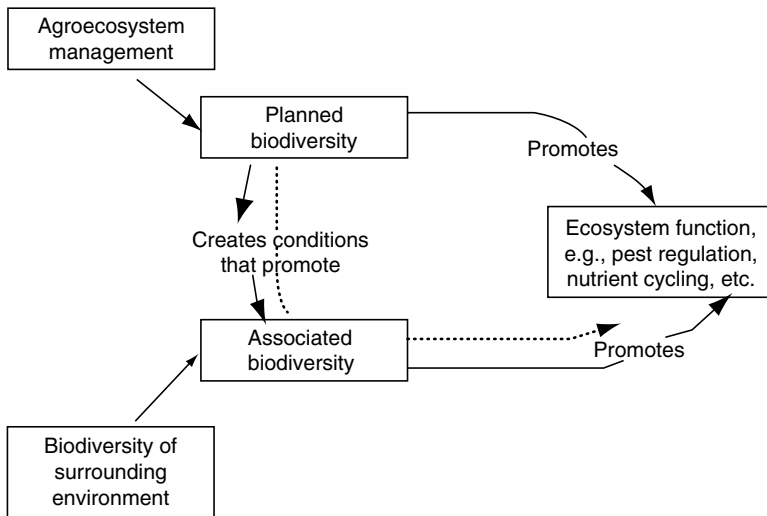 Agroecosystem
management
Planned
biodiversity
Promotes
Ecosystem function,
e.g., pest regulation,
nutrient cycling, etc.
Creates conditions
that promote
Associated
biodiversity
Promotes
Biodiversity of
surrounding
environment